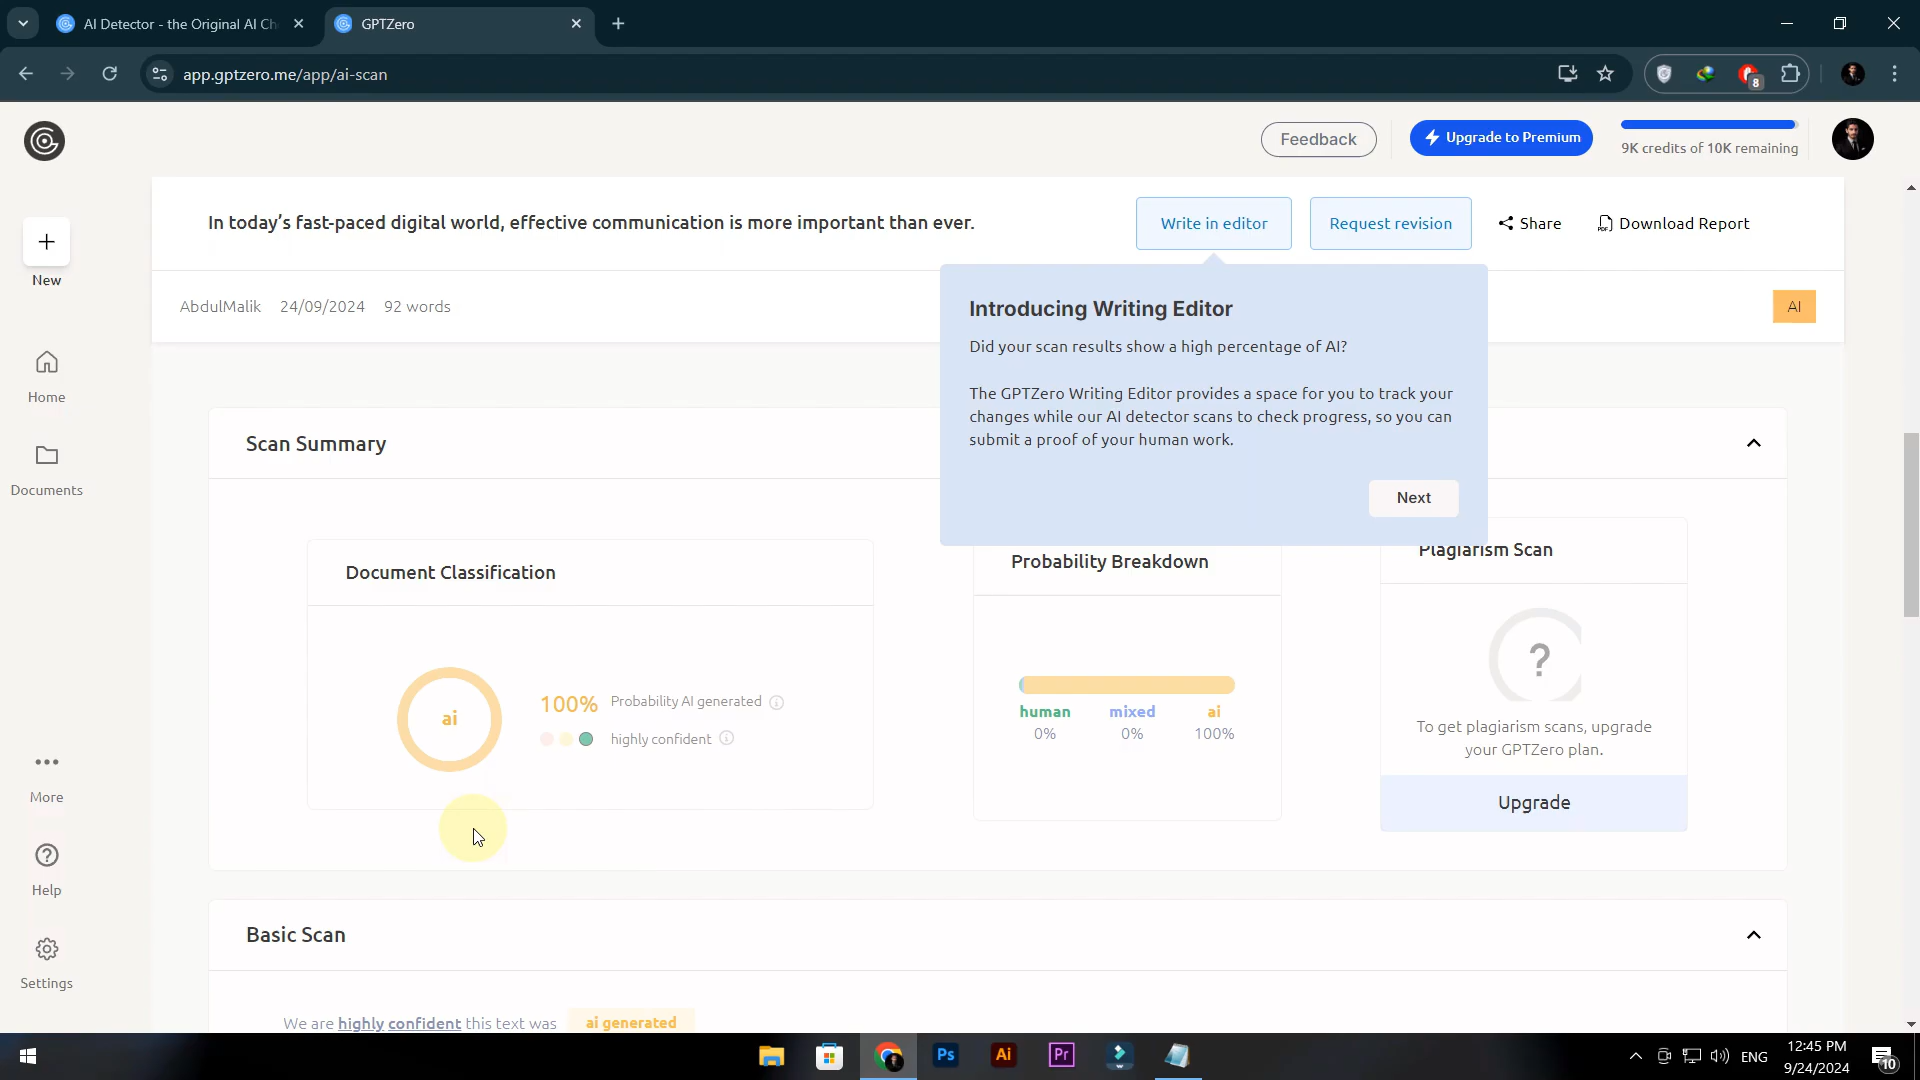 AI Detector - the Original AI Ch
GPTZero
app.gptzero.me/app/ai-scan
8
Feedback
Upgrade to Premium
9K credits of 10K remaining
New
Home
Documents
More
Help
Settings
In today’s fast-paced digital world, effective communication is more important than ever.
Write in editor
Request revision
Share
Download Report
AbdulMalik 24/09/2024 92 words
AI
Introducing Writing Editor
Did your scan results show a high percentage of AI?
The GPTZero Writing Editor provides a space for you to track your
changes while our AI detector scans to check progress, so you can
submit a proof of your human work.
Next
Scan Summary
Document Classification
ai
100% Probability AI generated
highly confident
Probability Breakdown
human mixed ai
0% 0% 100%
Plagiarism Scan
?
To get plagiarism scans, upgrade
your GPTZero plan.
Upgrade
Basic Scan
We are highly confident this text was ai generated
Ps
Ai
Pr
ENG
12:45 PM
9/24/2024
10